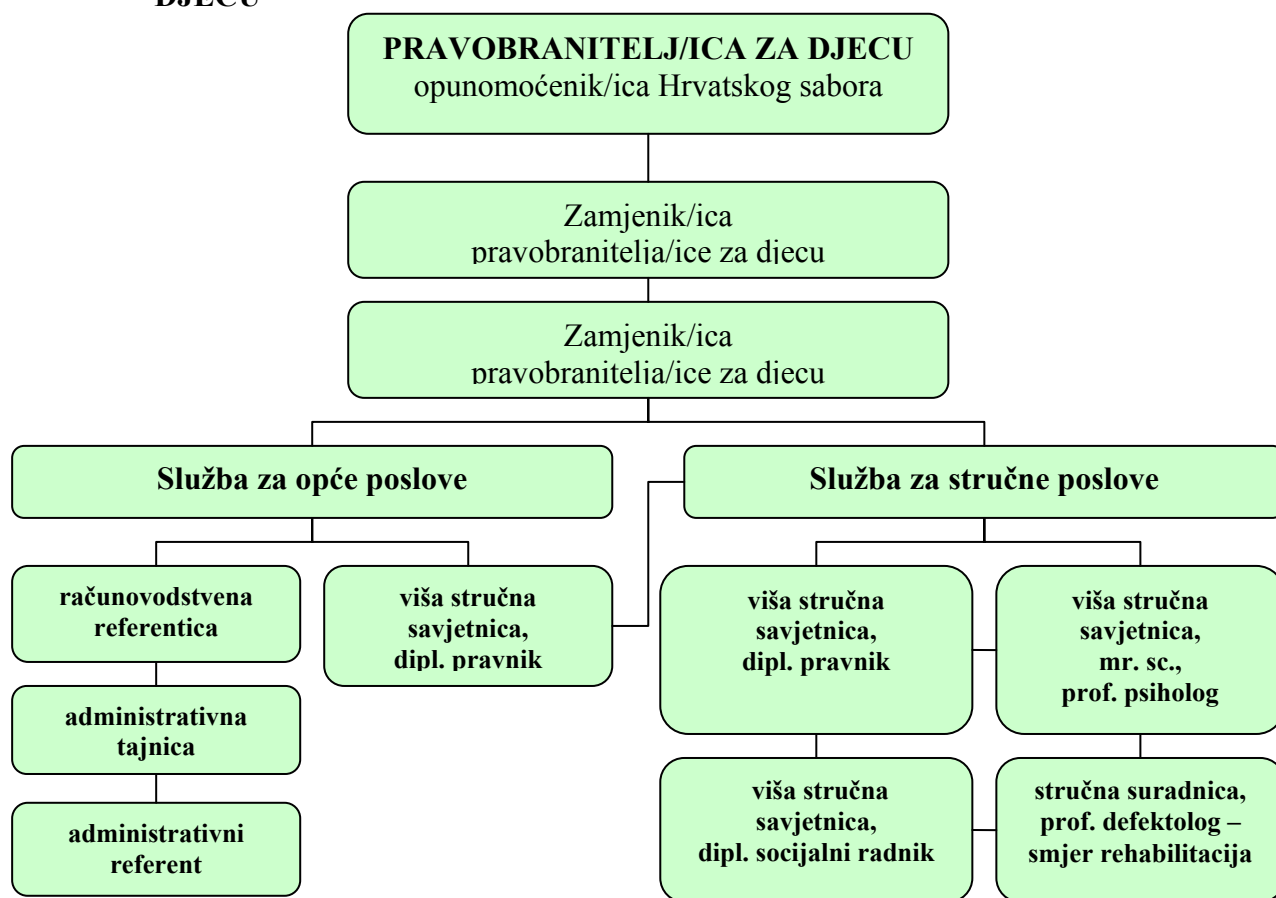 DJECU
PRAVOBRANITELJ/ICA ZA DJECU
opunomoćenik/ica Hrvatskog sabora
Zamjenik/ica
pravobranitelja/ice za djecu
Zamjenik/ica
pravobranitelja/ice za djecu
Služba za opće poslove
Služba za stručne poslove
računovodstvena
referentica
viša stručna
savjetnica,
dipl. pravnik
viša stručna
savjetnica,
dipl. pravnik
viša stručna
savjetnica,
mr. sc.,
prof. psiholog
administrativna
tajnica
viša stručna
savjetnica,
dipl. socijalni radnik
stručna suradnica,
prof. defektolog –
smjer rehabilitacija
administrativni
referent